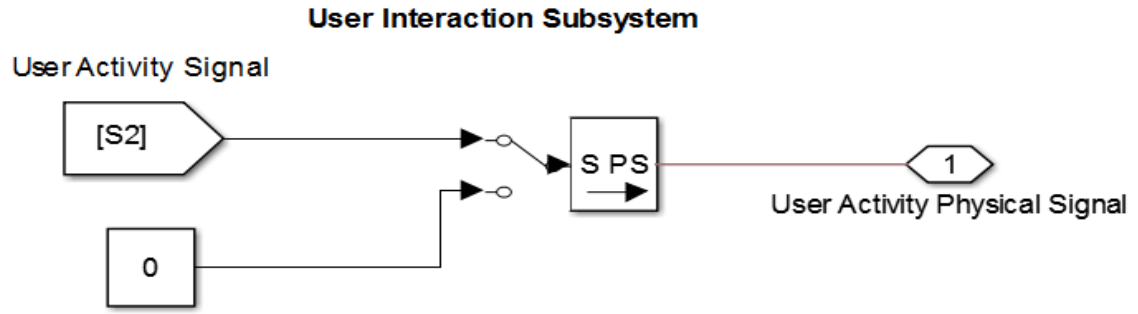 User Interaction Subsystem
User Activity Signal
[S2]
S PS
1
User Activity Physical Signal
0